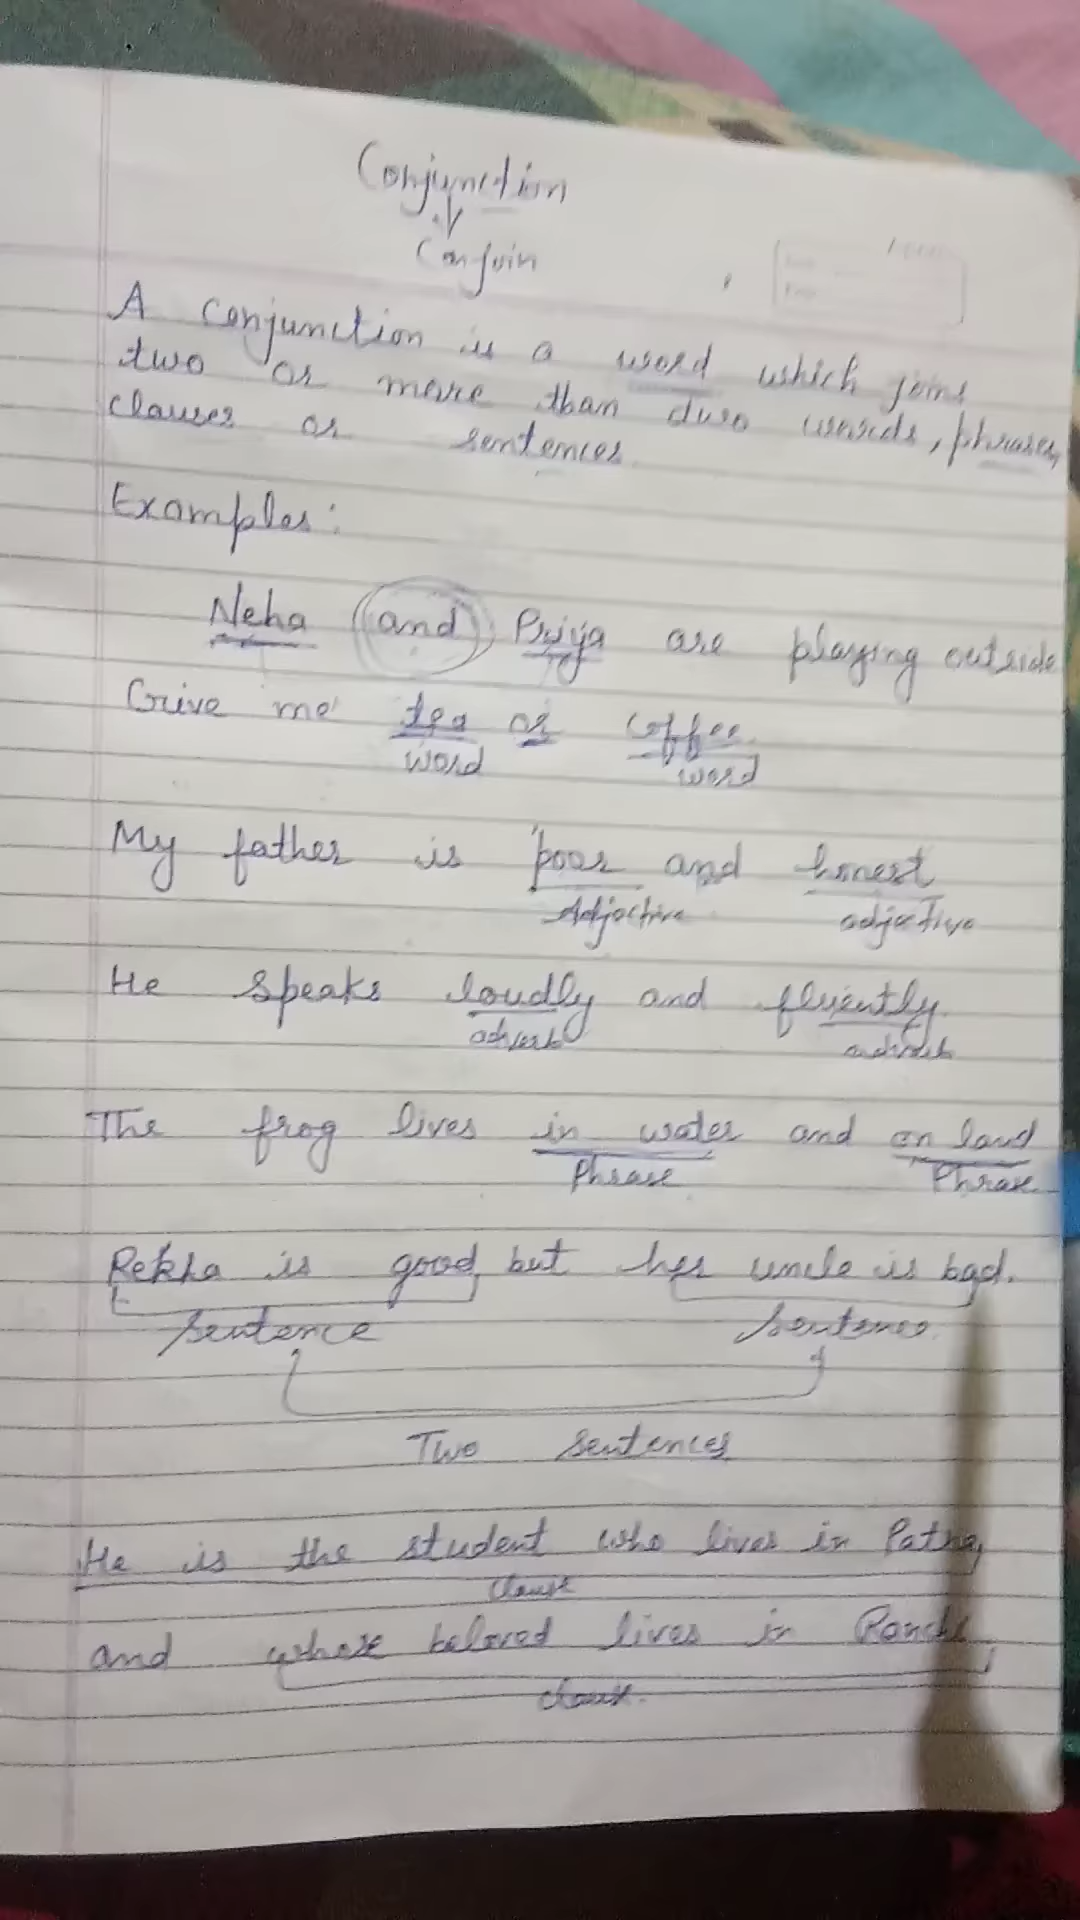 Conjunction
Conjoin
A conjunction is a word which joins
two or more than two words, phrases,
clauses or sentences
Examples:
Neha and Priya are playing outside
Give me tea or coffee.
word word
My father is poor and honest
Adjective adjective
He speaks loudly and fluently.
adverb adverb
The frog lives in water and on land
Phrase Phrase
Rekha is good but her uncle is bad.
Sentence Sentence.
Two sentences
He is the student who lives in Patna,
clause
and whose beloved lives in Ranchi,
clause.